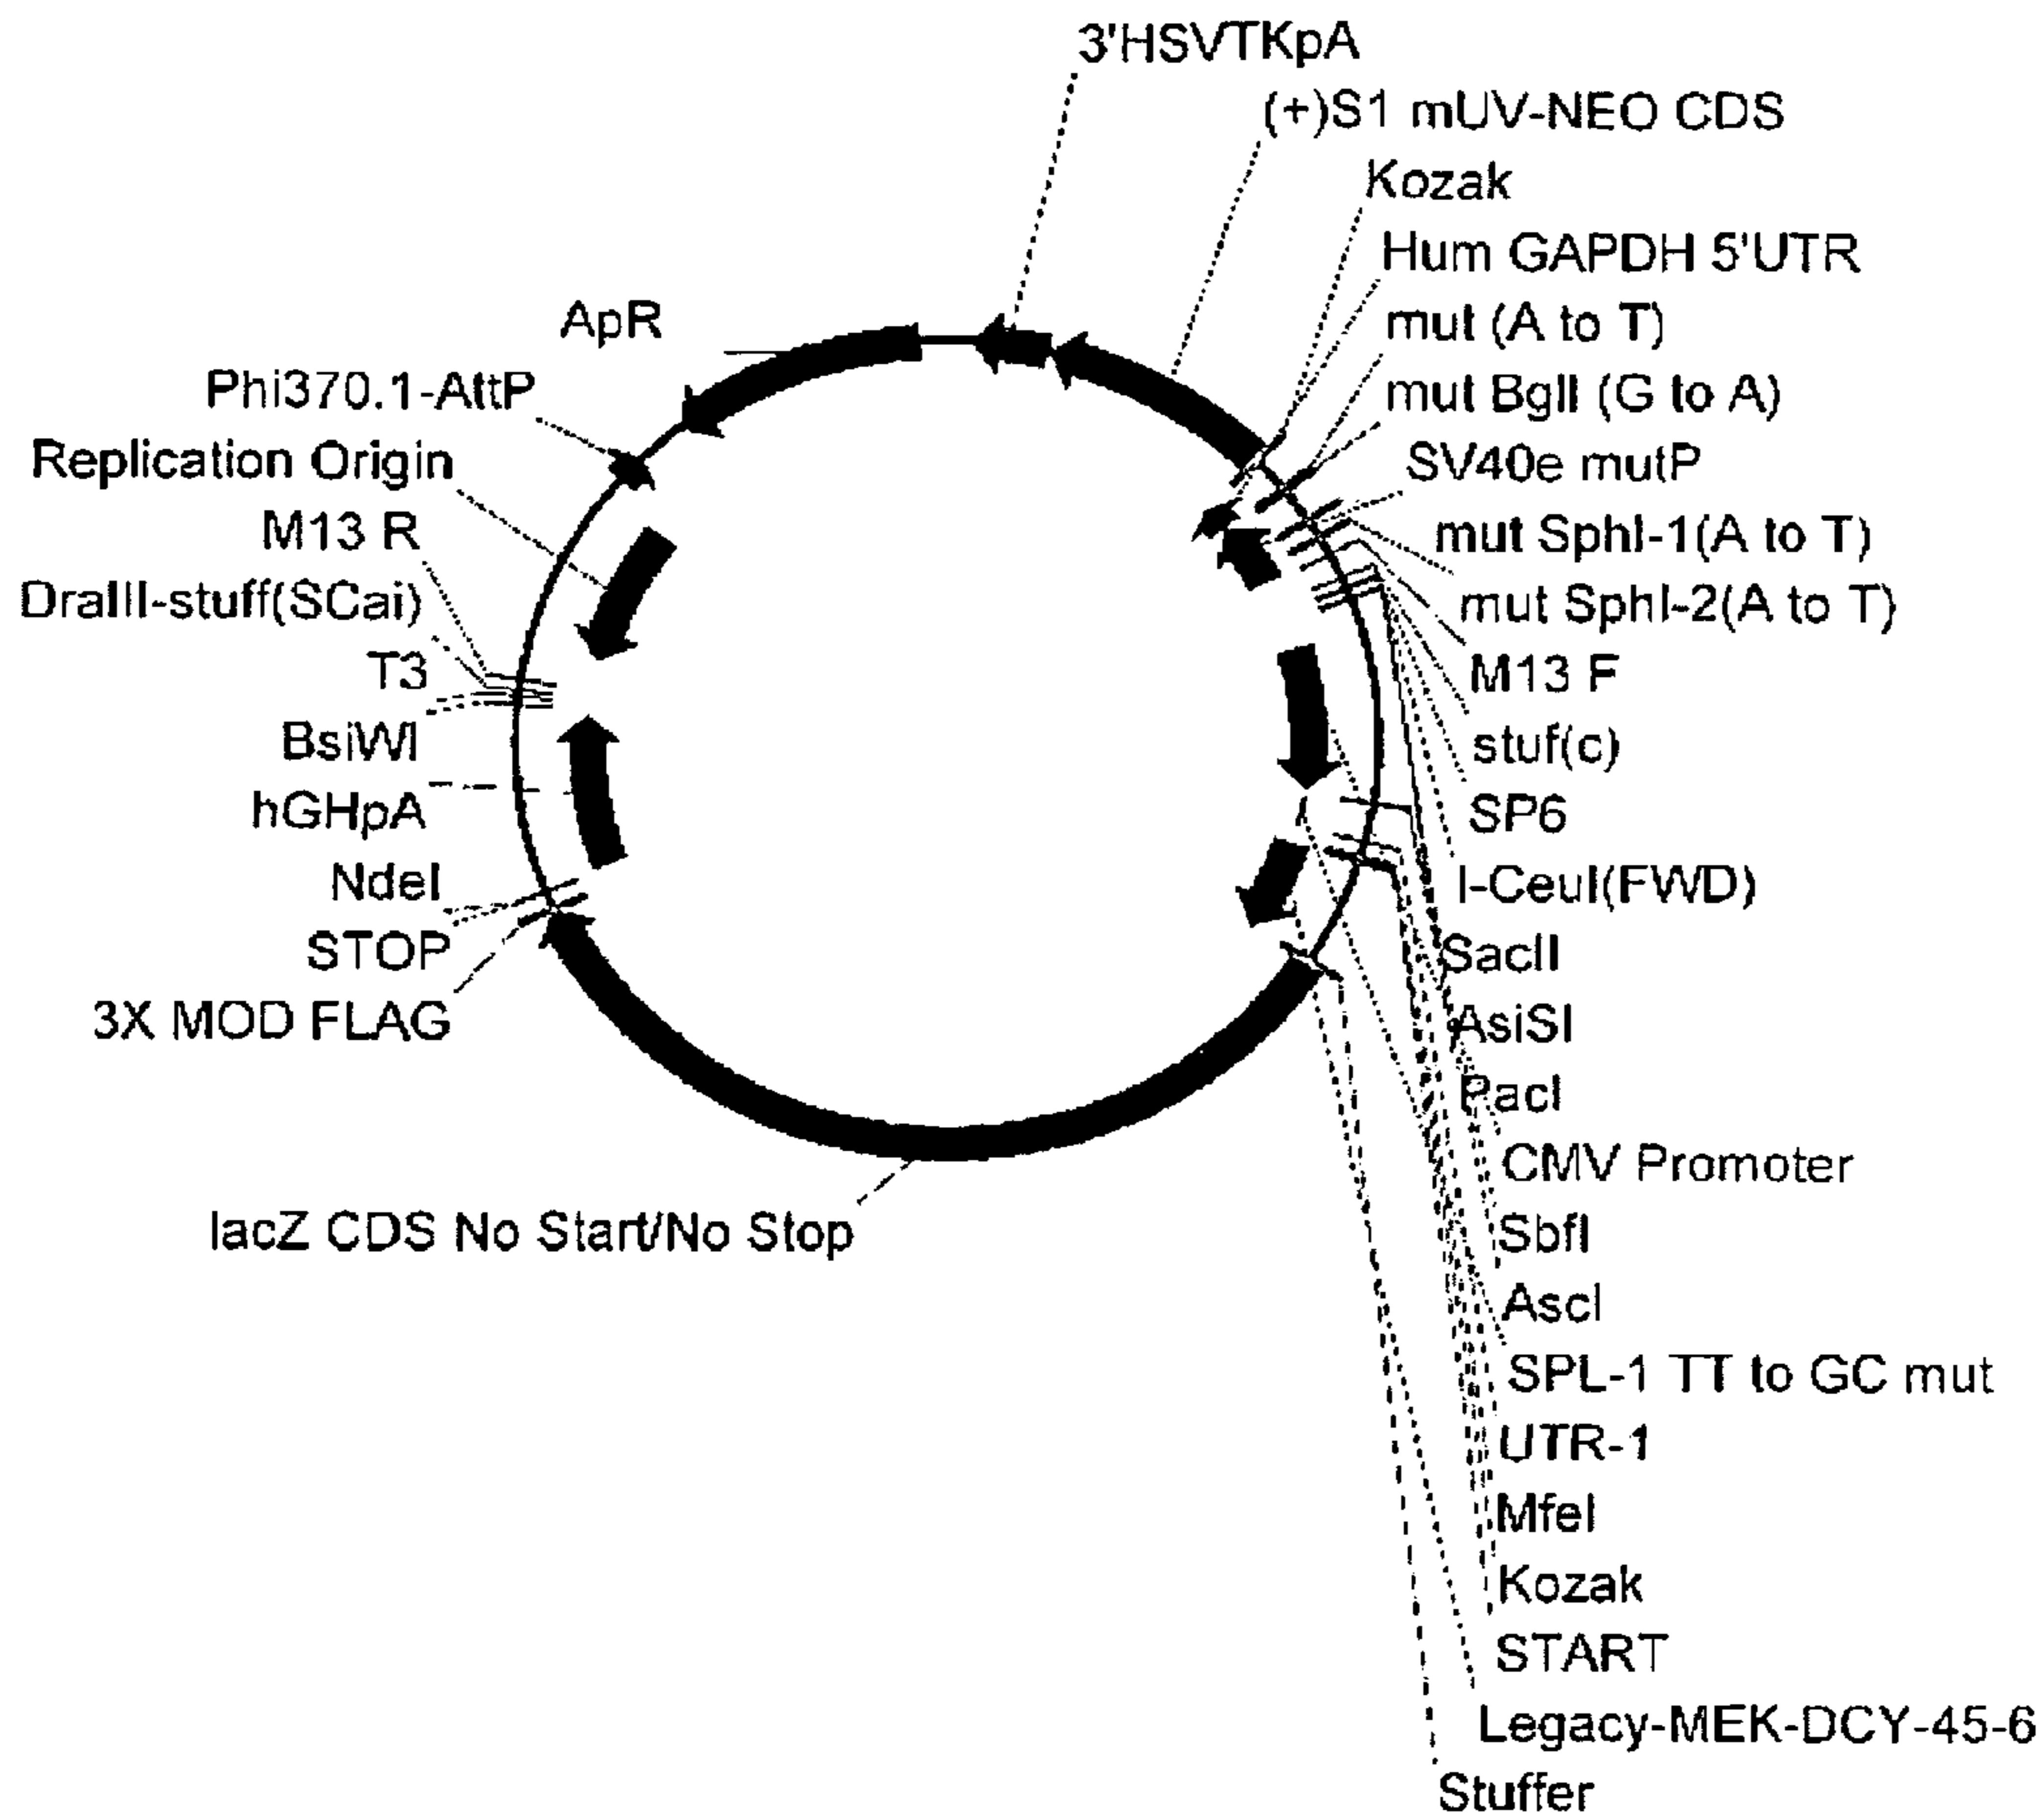 3'HSVTKpA
(+)S1 mUV-NEO CDS
Kozak
Hum GAPDH 5'UTR
mut (A to T)
mut BglI (G to A)
SV40e mutP
mut SphI-1(A to T)
mut SphI-2(A to T)
M13 F
stuf(c)
SP6
I-CeuI(FWD)
SacII
AsiSI
PacI
CMV Promoter
SbfI
AscI
SPL-1 TT to GC mut
UTR-1
MfeI
Kozak
START
Legacy-MEK-DCY-45-6
Stuffer
lacZ CDS No Start/No Stop
3X MOD FLAG
STOP
NdeI
hGHpA
BsiWI
T3
DraIII-stuff(SCai)
M13 R
Replication Origin
Phi370.1-AttP
ApR